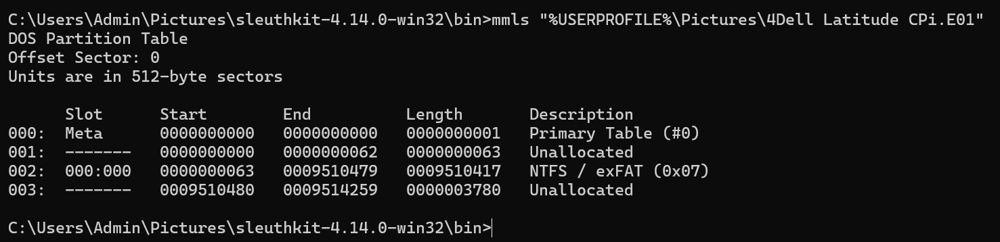 C:\Users\Admin\Pictures\sleuthkit-4.14.0-win32\bin>mmls "%USERPROFILE%\Pictures\4Dell Latitude CPi.E01"
DOS Partition Table
Offset Sector: 0
Units are in 512-byte sectors

      Slot      Start        End          Length       Description
000:  Meta      0000000000   0000000000   0000000001   Primary Table (#0)
001:  -------   0000000000   0000000062   0000000063   Unallocated
002:  000:000   0000000063   0009510479   0009510417   NTFS / exFAT (0x07)
003:  -------   0009510480   0009514259   0000003780   Unallocated

C:\Users\Admin\Pictures\sleuthkit-4.14.0-win32\bin>